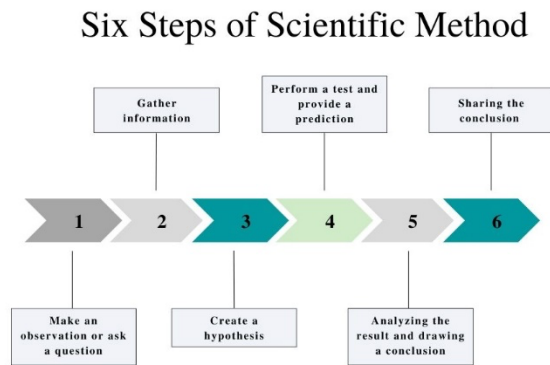 Six Steps of Scientific Method
Gather
information
Perform a test and
provide a
prediction
Sharing the
conclusion
1
2
3
4
5
6
Make an
observation or ask
a question
Create a
hypothesis
Analyzing the
result and drawing
a conclusion